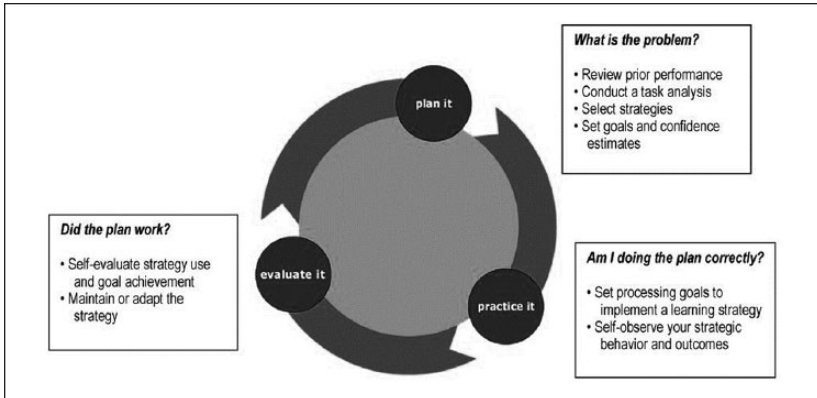 What is the problem?
• Review prior performance
• Conduct a task analysis
• Select strategies
• Set goals and confidence
estimates
plan it
Did the plan work?
• Self-evaluate strategy use
and goal achievement
• Maintain or adapt the
strategy
evaluate it
practice it
Am I doing the plan correctly?
• Set processing goals to
implement a learning strategy
• Self-observe your strategic
behavior and outcomes